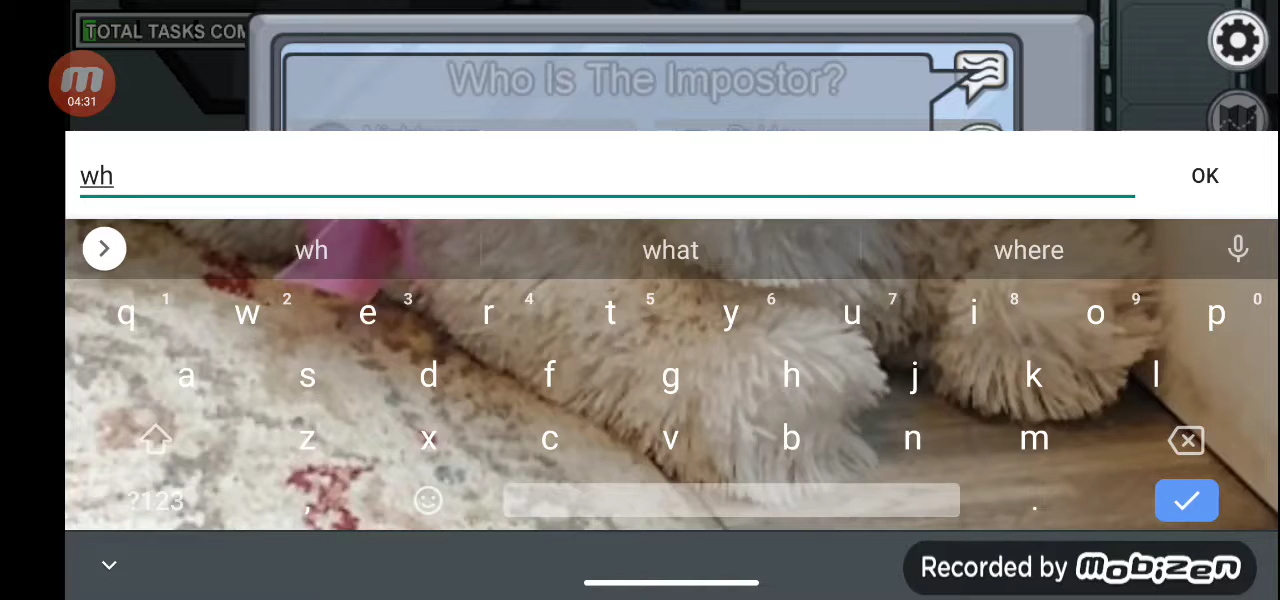 TOTAL TASKS COM
Who Is The Impostor?
04:31
wh
OK
wh what where
q 1 w 2 e 3 r 4 t 5 y 6 u 7 i 8 o 9 p 0
a s d f g h j k l
z x c v b n m
?123 , .
Recorded by mobizen